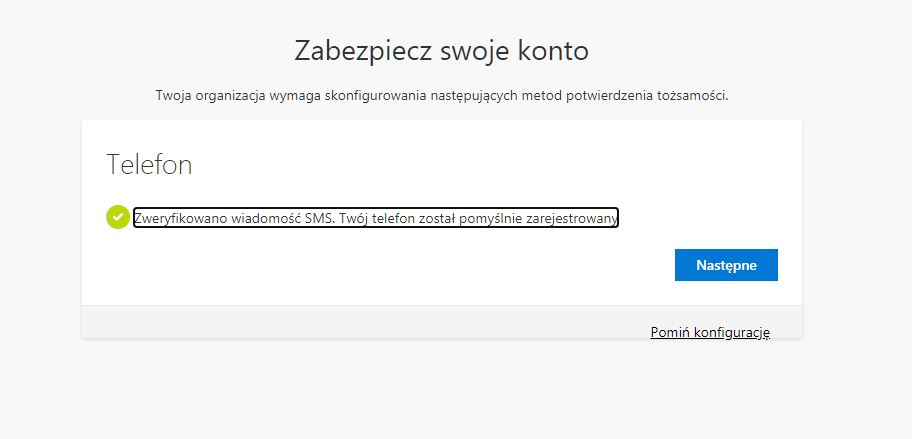 Zabezpiecz swoje konto
Twoja organizacja wymaga skonfigurowania następujących metod potwierdzenia tożsamości.
Telefon
Zweryfikowano wiadomość SMS. Twój telefon został pomyślnie zarejestrowany
Następne
Pomiń konfigurację